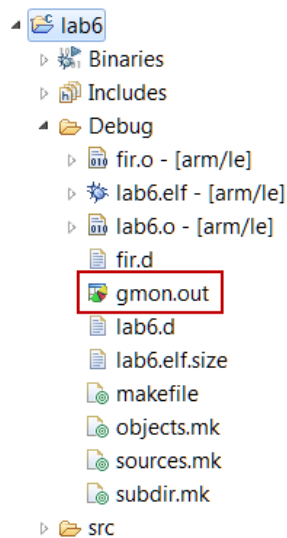 lab6
Binaries
Includes
Debug
fir.o - [arm/le]
lab6.elf - [arm/le]
lab6.o - [arm/le]
fir.d
gmon.out
lab6.d
lab6.elf.size
makefile
objects.mk
sources.mk
subdir.mk
src